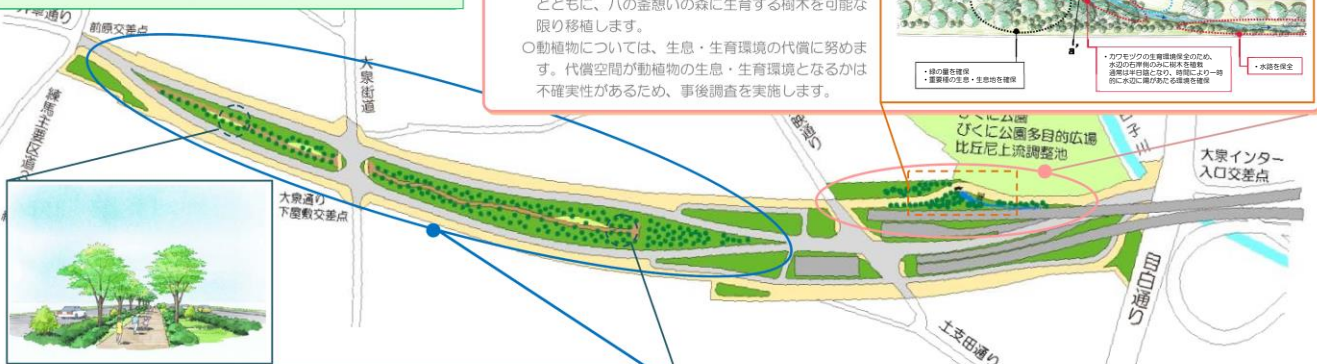 前原交差点
大泉街道
とともに、八の釜憩いの森に生育する樹木を可能な
限り移植します。
○動植物については、生息・生育環境の代償に努めま
す。代償空間が動植物の生息・生育環境となるかは
不確実性があるため、事後調査を実施します。
・緑の量を確保
・重要種の生息・生息地を確保
・カワモヅクの生育環境保全のため、
水辺の右岸側のみに樹木を植栽
通常は半日陰となり、時間により一時
的に水辺に陽があたる環境を確保
・水路を保全
びくに公園
びくに公園多目的広場
比丘尼上流調整池
大泉インター
入口交差点
大泉通り
下屋敷交差点
目白通り
土支田通り